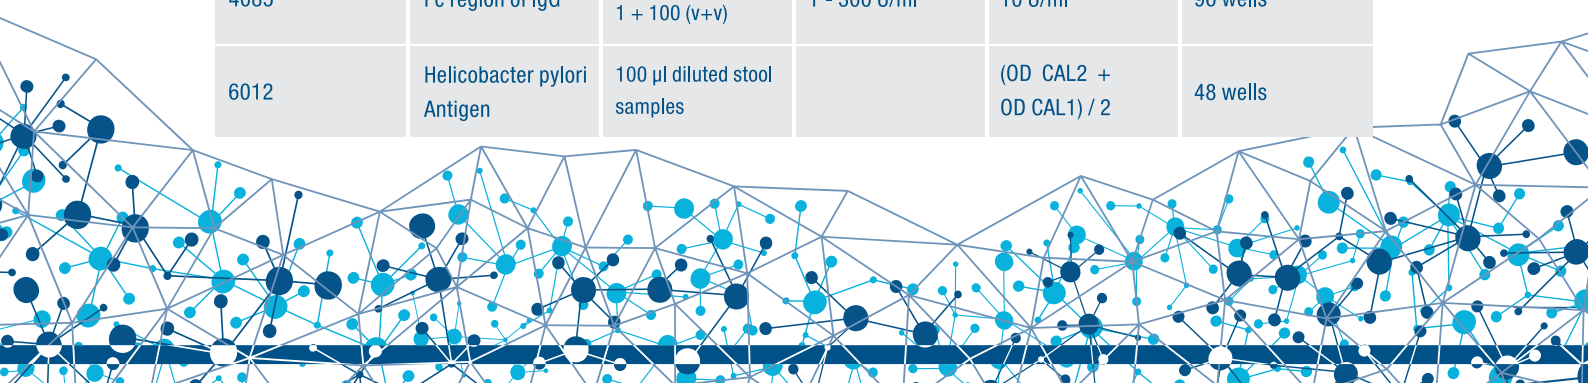 1 + 100 (v+v)
6012
Helicobacter pylori
Antigen
100 µl diluted stool
samples
(OD CAL2 +
OD CAL1) / 2
48 wells